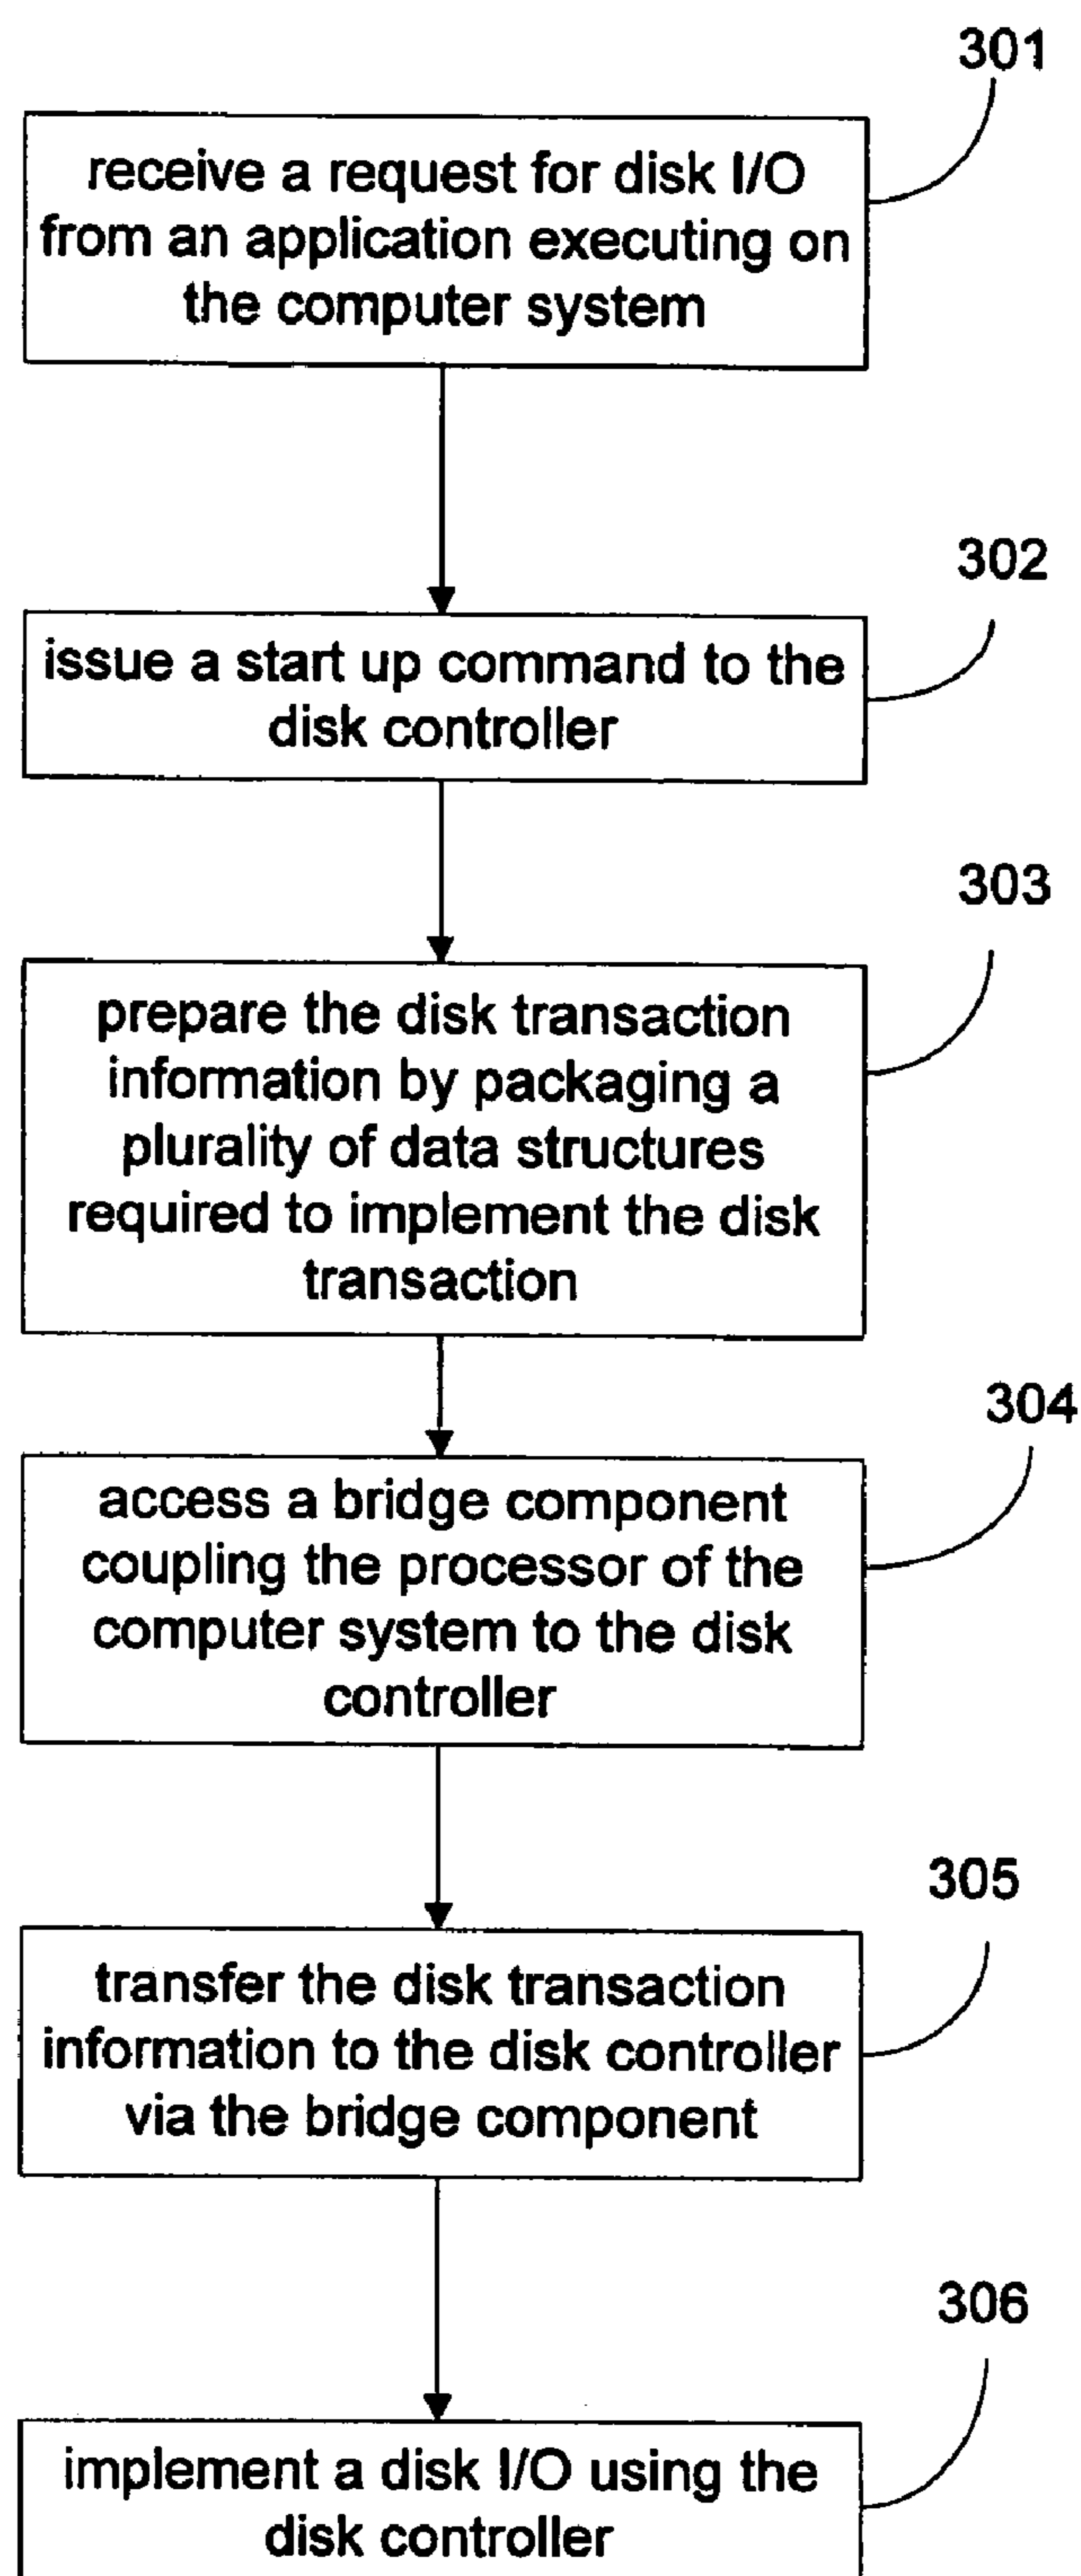 301
receive a request for disk I/O
from an application executing on
the computer system
302
issue a start up command to the
disk controller
303
prepare the disk transaction
information by packaging a
plurality of data structures
required to implement the disk
transaction
304
access a bridge component
coupling the processor of the
computer system to the disk
controller
305
transfer the disk transaction
information to the disk controller
via the bridge component
306
implement a disk I/O using the
disk controller